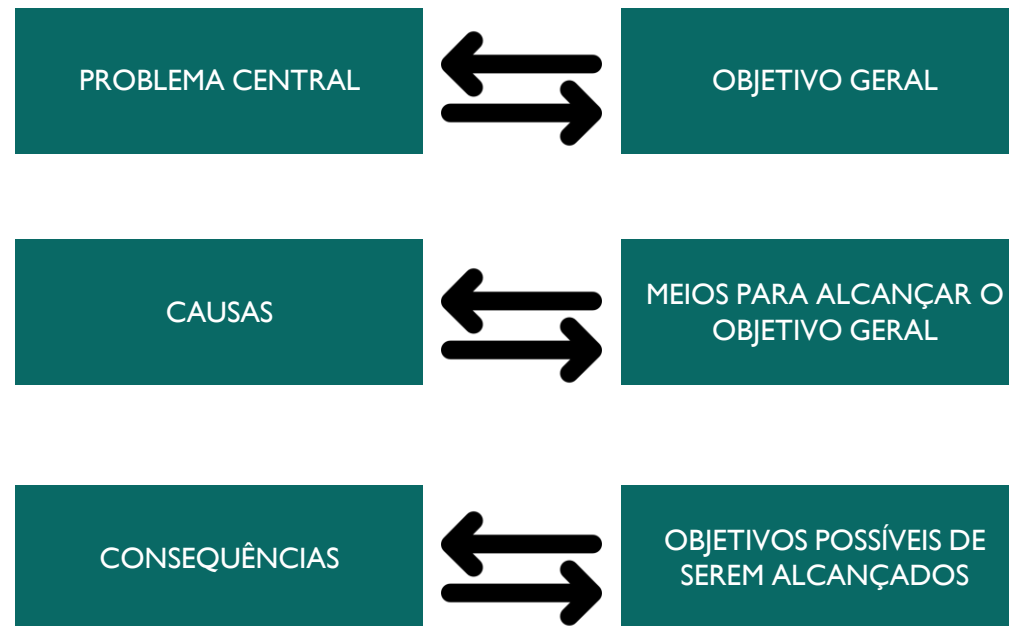 PROBLEMA CENTRAL
OBJETIVO GERAL
CAUSAS
MEIOS PARA ALCANÇAR O
OBJETIVO GERAL
CONSEQUÊNCIAS
OBJETIVOS POSSÍVEIS DE
SEREM ALCANÇADOS